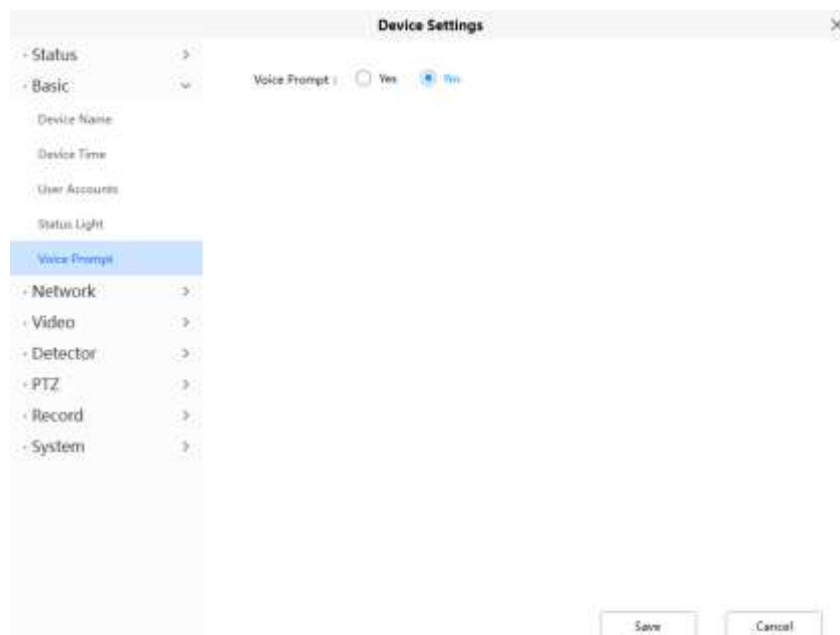 Device Settings
· Status
· Basic
Device Name
Device Time
User Accounts
Status Light
Voice Prompt
· Network
· Video
· Detector
· PTZ
· Record
· System
Voice Prompt : Yes
Save Cancel